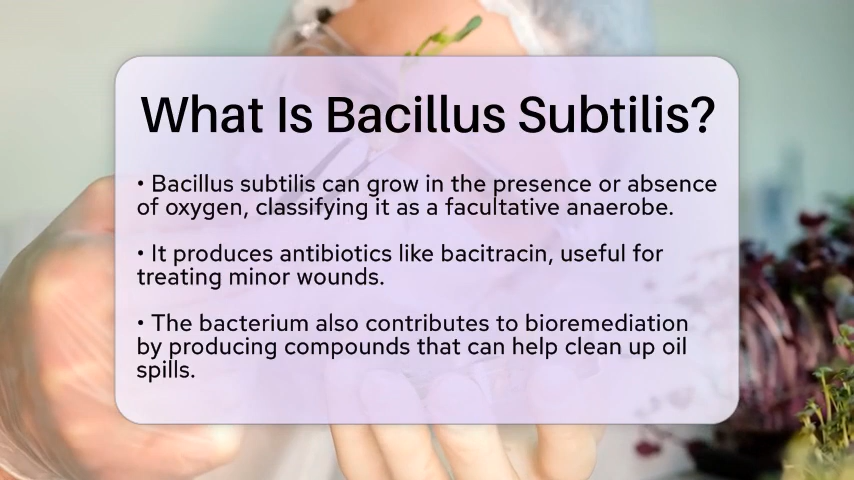 What Is Bacillus Subtilis?
• Bacillus subtilis can grow in the presence or absence
of oxygen, classifying it as a facultative anaerobe.
• It produces antibiotics like bacitracin, useful for
treating minor wounds.
• The bacterium also contributes to bioremediation
by producing compounds that can help clean up oil
spills.